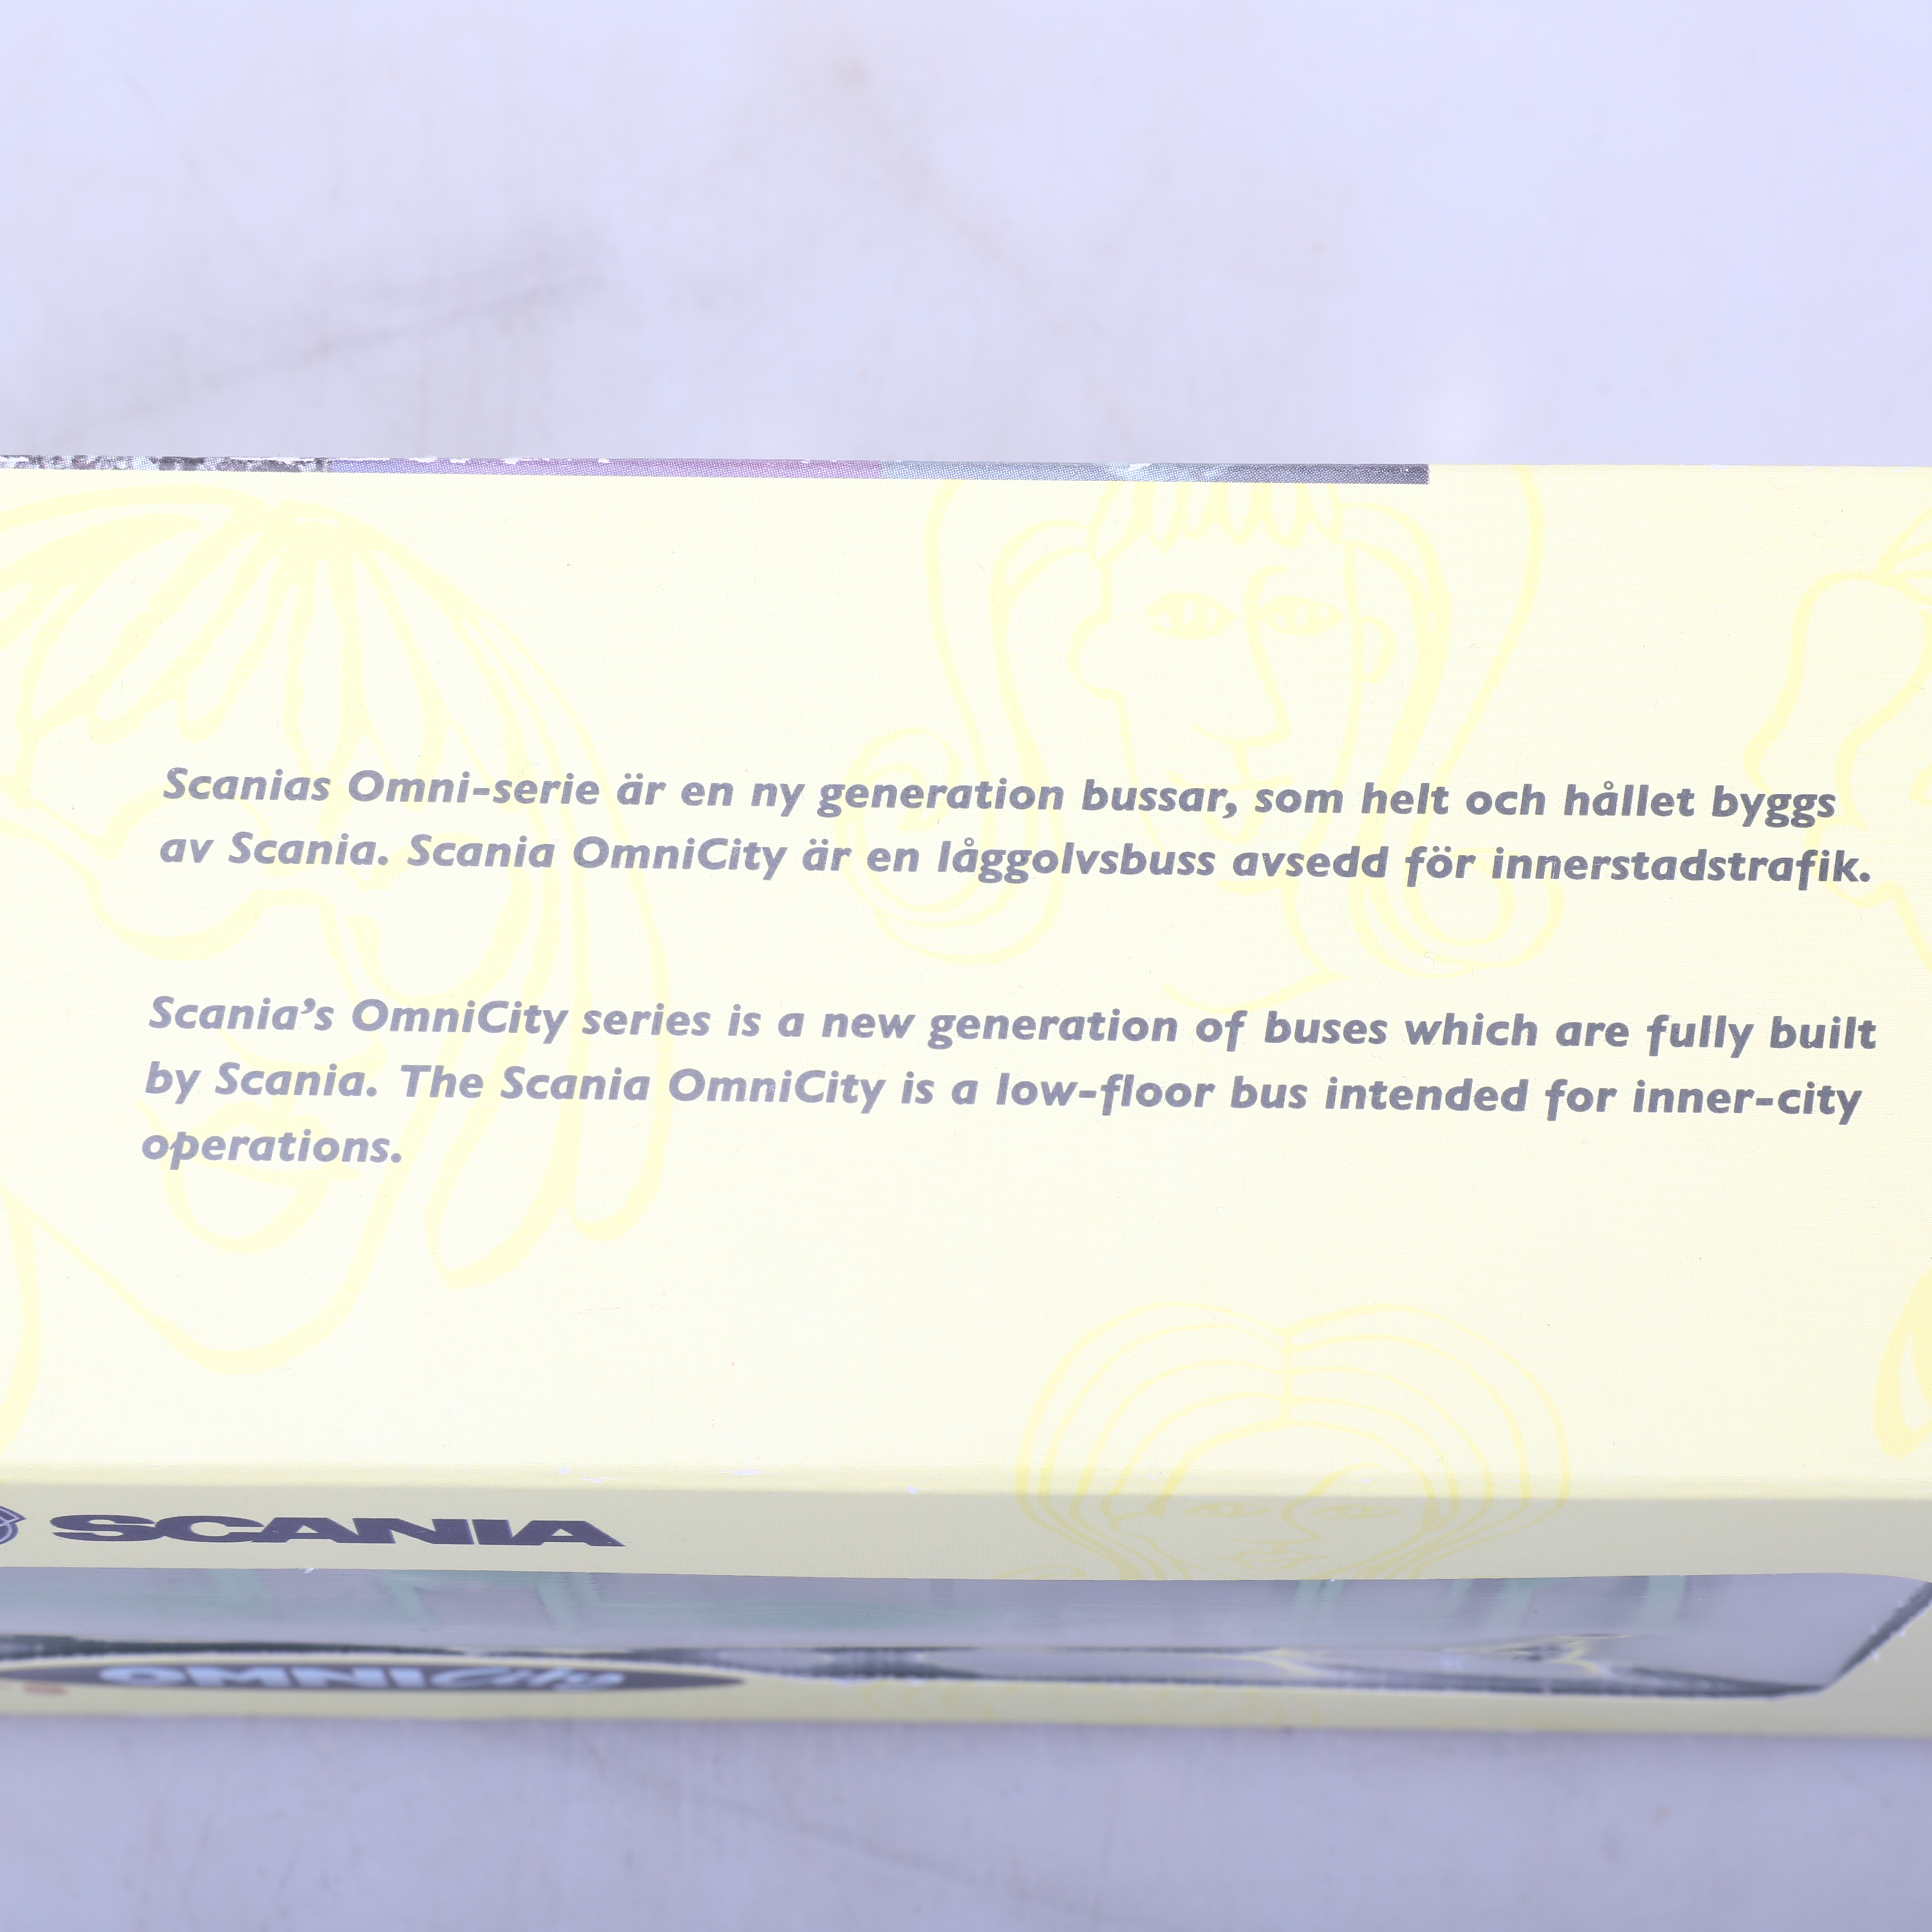 Scanias Omni-serie är en ny generation bussar, som helt och hållet byggs
av Scania. Scania OmniCity är en låggolvsbuss avsedd för innerstadstrafik.
Scania's OmniCity series is a new generation of buses which are fully built
by Scania. The Scania OmniCity is a low-floor bus intended for inner-city
operations.
SCANIA
OMNICity